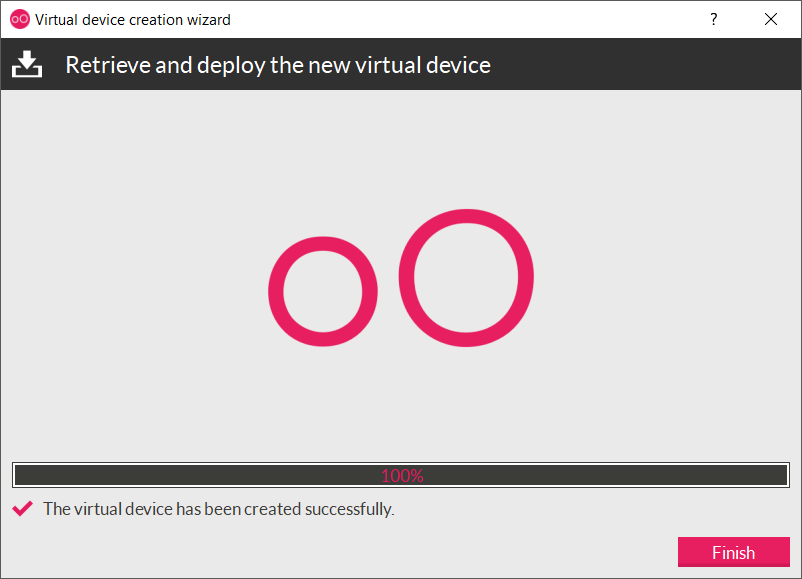 Virtual device creation wizard
?
Retrieve and deploy the new virtual device
oO
100%
The virtual device has been created successfully.
Finish